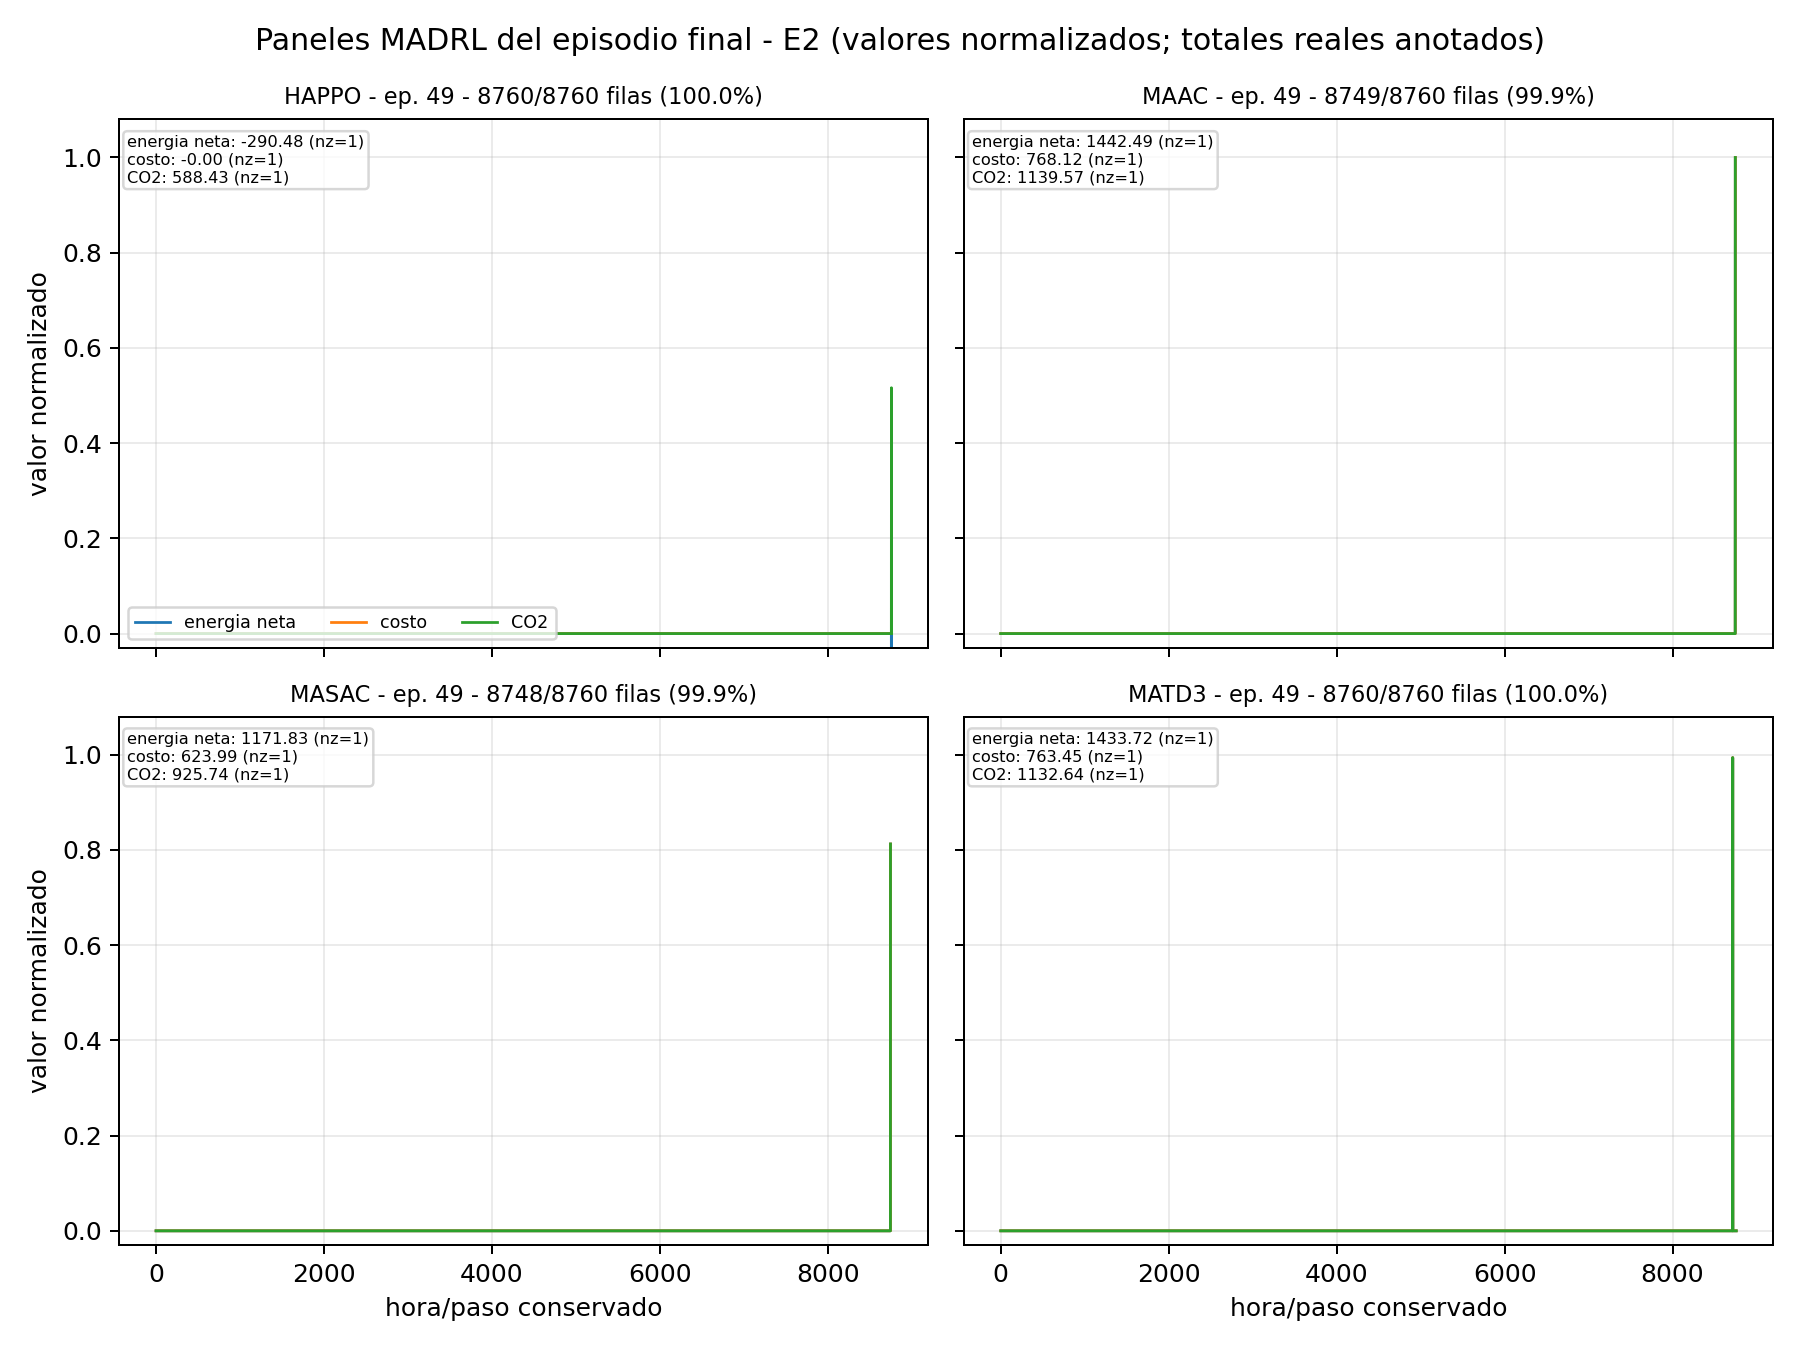 Paneles MADRL del episodio final - E2 (valores normalizados; totales reales anotados)
HAPPO - ep. 49 - 8760/8760 filas (100.0%)
energia neta: -290.48 (nz=1)
costo: -0.00 (nz=1)
CO2: 588.43 (nz=1)
1.0
0.8
0.6
0.4
0.2
0.0
valor normalizado
energia neta costo CO2
MAAC - ep. 49 - 8749/8760 filas (99.9%)
energia neta: 1442.49 (nz=1)
costo: 768.12 (nz=1)
CO2: 1139.57 (nz=1)
MASAC - ep. 49 - 8748/8760 filas (99.9%)
energia neta: 1171.83 (nz=1)
costo: 623.99 (nz=1)
CO2: 925.74 (nz=1)
1.0
0.8
0.6
0.4
0.2
0.0
valor normalizado
0 2000 4000 6000 8000
hora/paso conservado
MATD3 - ep. 49 - 8760/8760 filas (100.0%)
energia neta: 1433.72 (nz=1)
costo: 763.45 (nz=1)
CO2: 1132.64 (nz=1)
0 2000 4000 6000 8000
hora/paso conservado